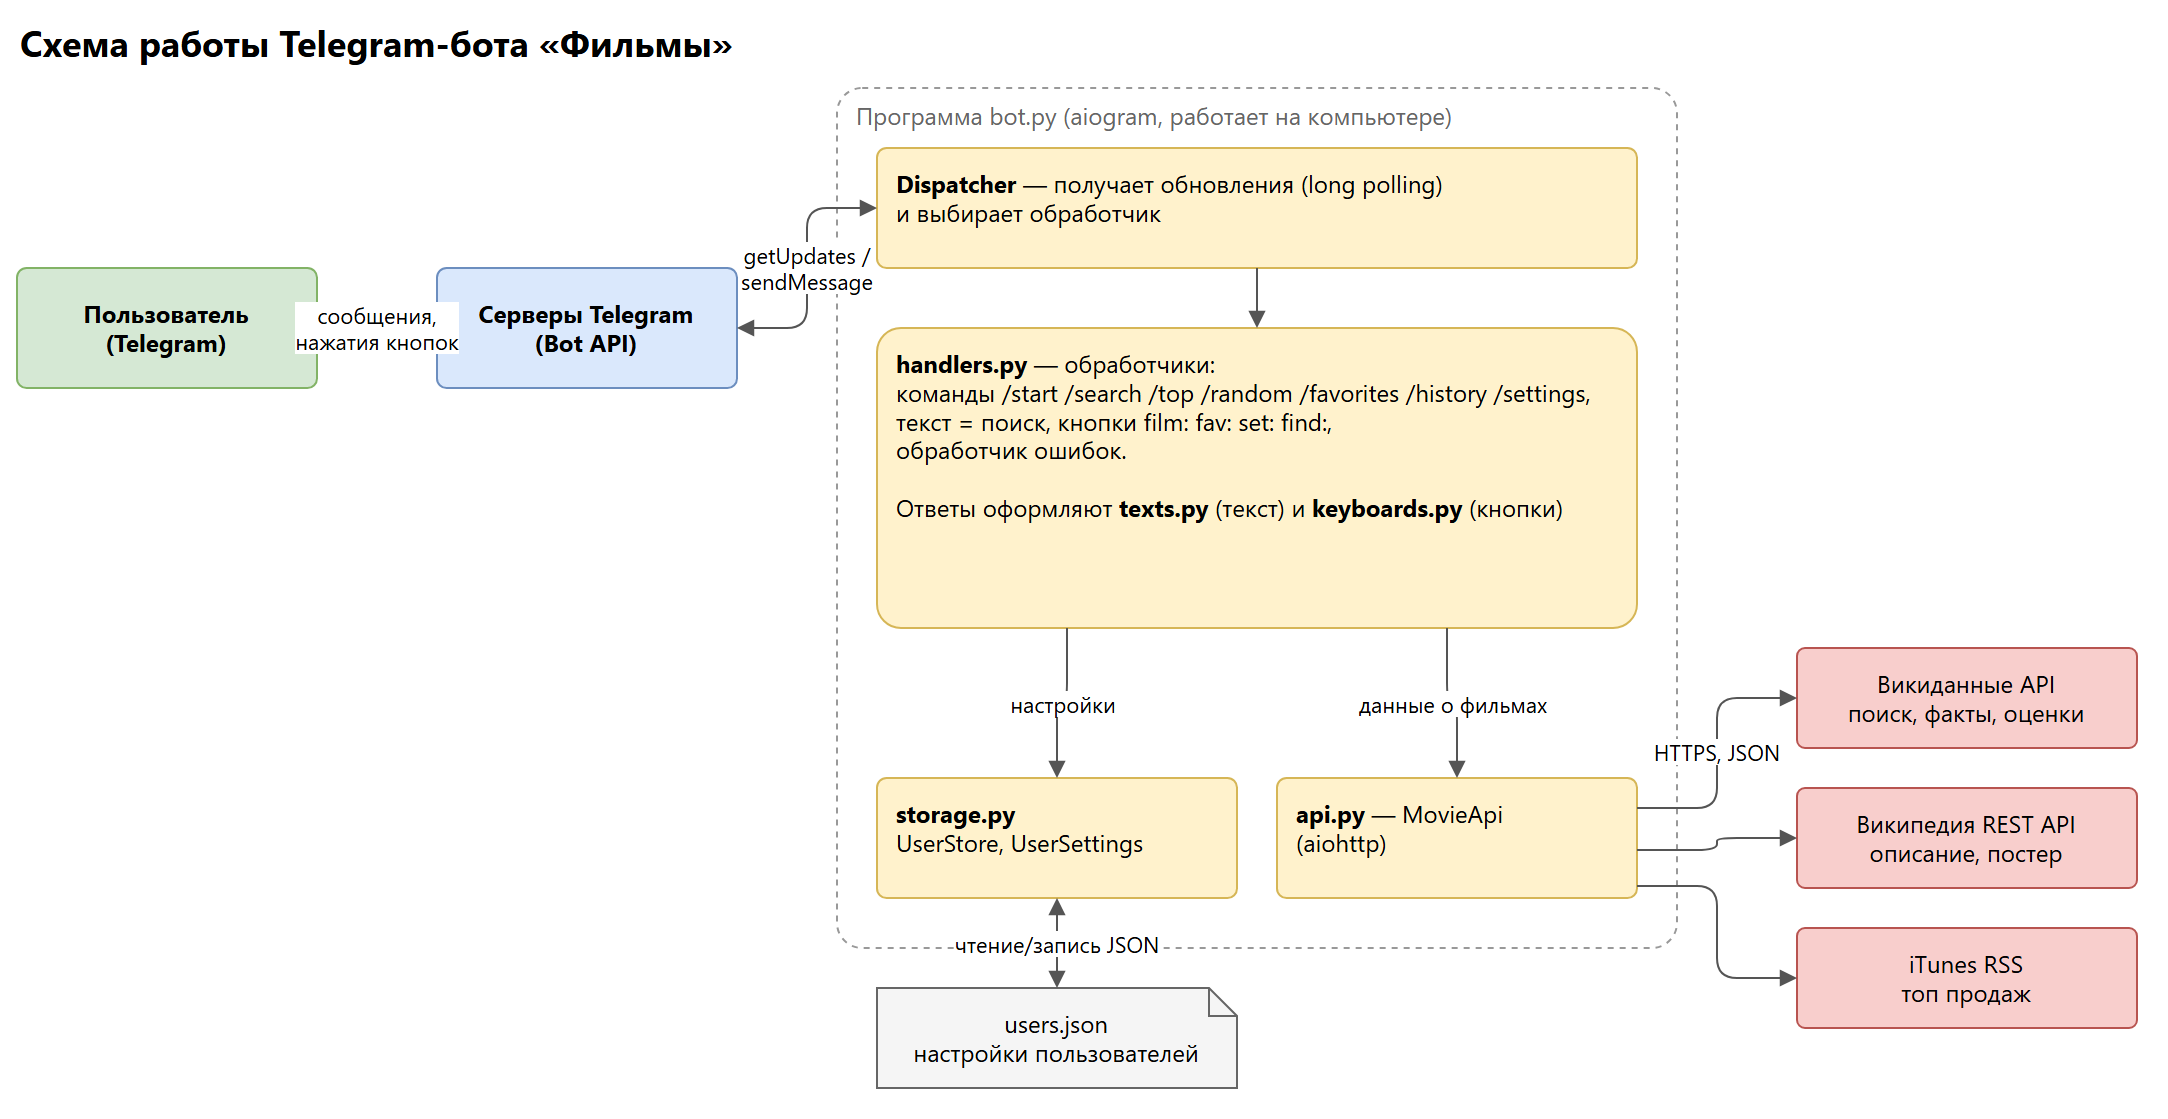 Схема работы Telegram-бота «Фильмы»
Программа bot.py (aiogram, работает на компьютере)
Dispatcher — получает обновления (long polling)
и выбирает обработчик
getUpdates /
sendMessage
Пользователь
(Telegram)
сообщения,
нажатия кнопок
Серверы Telegram
(Bot API)
handlers.py — обработчики:
команды /start /search /top /random /favorites /history /settings,
текст = поиск, кнопки film: fav: set: find:,
обработчик ошибок.
Ответы оформляют texts.py (текст) и keyboards.py (кнопки)
настройки
данные о фильмах
storage.py
UserStore, UserSettings
api.py — MovieApi
(aiohttp)
HTTPS, JSON
Викиданные API
поиск, факты, оценки
Википедия REST API
описание, постер
iTunes RSS
топ продаж
чтение/запись JSON
users.json
настройки пользователей